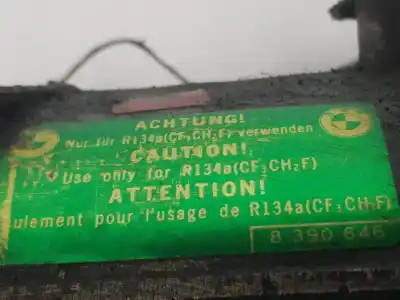 ACHTUNG!
Nur für R134a(CF₃CH₂F) verwenden
CAUTION!
Use only for R134a(CF₃CH₂F)
ATTENTION!
ulement pour l'usage de R134a(CF₃CH₂F)
8 390 646